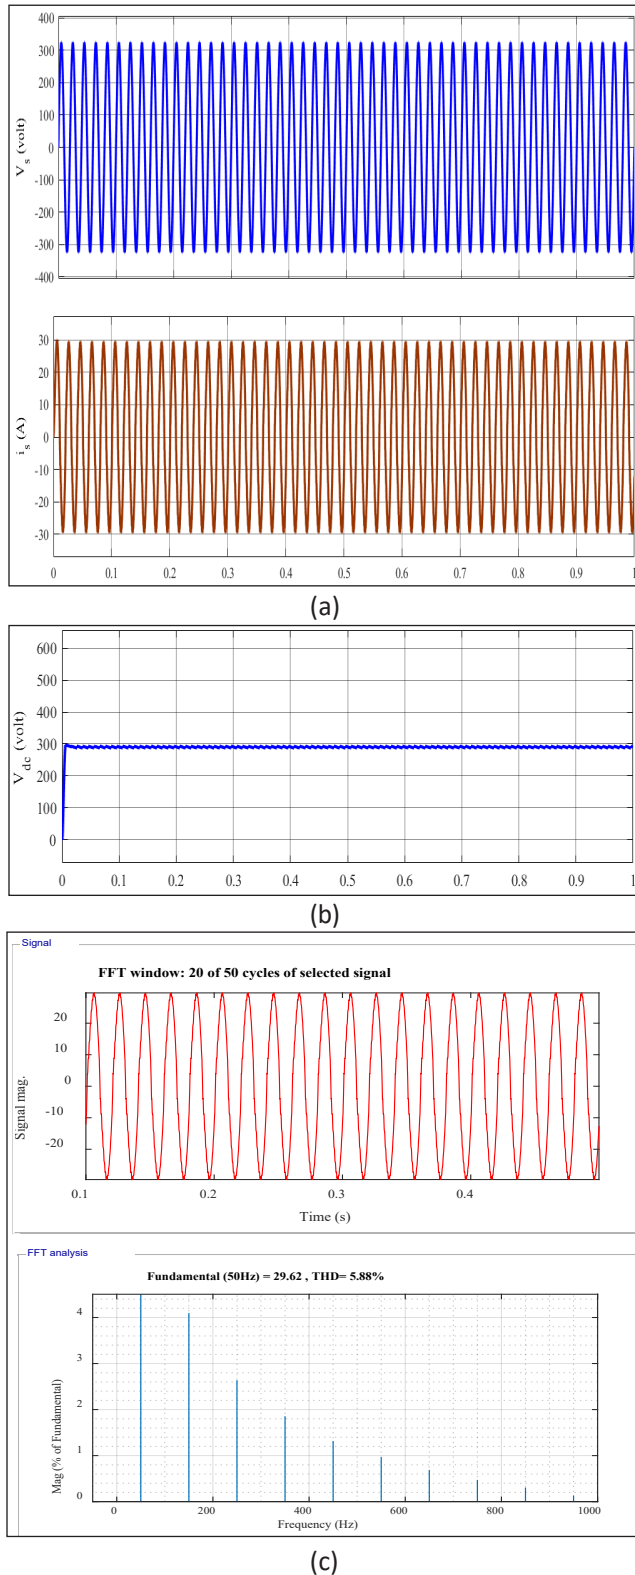 400
300
200
100
0
-100
-200
-300
-400
V_s (volt)
30
20
10
0
-10
-20
-30
i_s (A)
0 0.1 0.2 0.3 0.4 0.5 0.6 0.7 0.8 0.9 1
(a)
600
500
400
300
200
100
0
V_dc (volt)
0 0.1 0.2 0.3 0.4 0.5 0.6 0.7 0.8 0.9 1
(b)
Signal
FFT window: 20 of 50 cycles of selected signal
20
10
0
-10
-20
Signal mag.
0.1 0.2 0.3 0.4
Time (s)
FFT analysis
Fundamental (50Hz) = 29.62 , THD= 5.88%
4
3
2
1
0
Mag (% of Fundamental)
0 200 400 600 800 1000
Frequency (Hz)
(c)